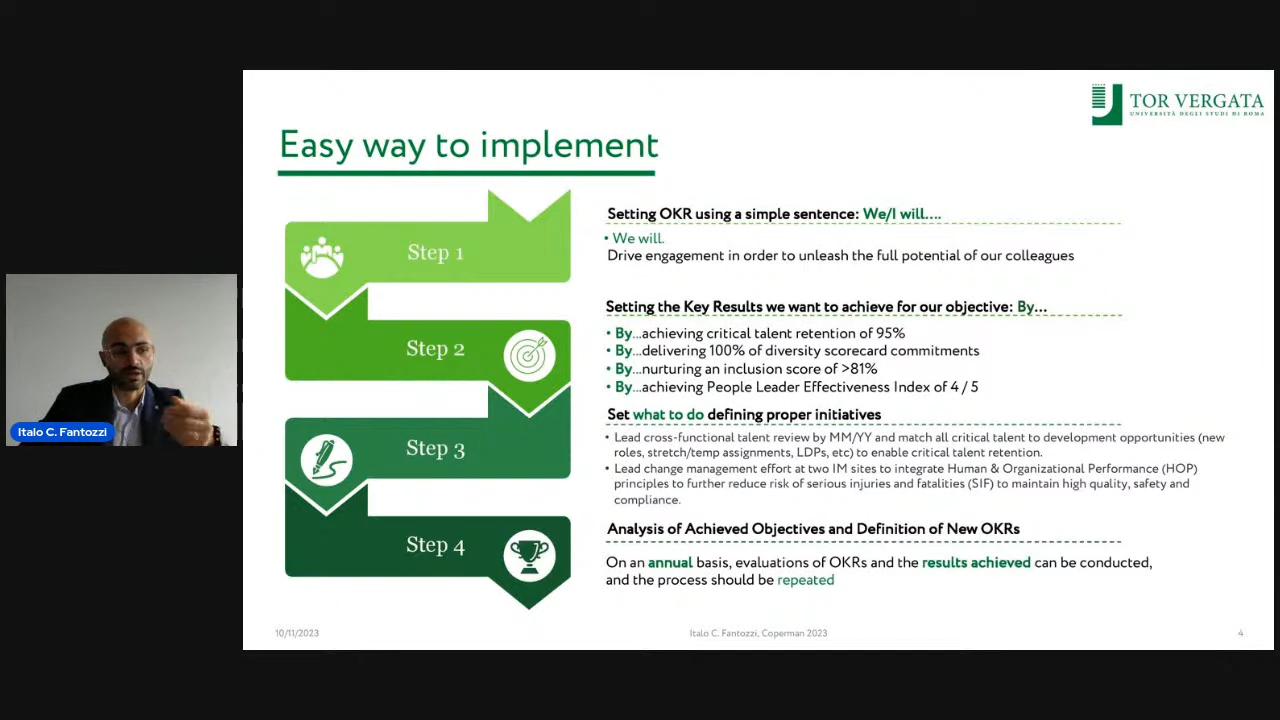 TOR VERGATA
UNIVERSITÀ DEGLI STUDI DI ROMA
Easy way to implement
Step 1
Setting OKR using a simple sentence: We/I will….
• We will.
Drive engagement in order to unleash the full potential of our colleagues
Step 2
Setting the Key Results we want to achieve for our objective: By…
• By…achieving critical talent retention of 95%
• By…delivering 100% of diversity scorecard commitments
• By…nurturing an inclusion score of >81%
• By…achieving People Leader Effectiveness Index of 4 / 5
Step 3
Set what to do defining proper initiatives
• Lead cross-functional talent review by MM/YY and match all critical talent to development opportunities (new
roles, stretch/temp assignments, LDPs, etc) to enable critical talent retention.
• Lead change management effort at two IM sites to integrate Human & Organizational Performance (HOP)
principles to further reduce risk of serious injuries and fatalities (SIF) to maintain high quality, safety and
compliance.
Step 4
Analysis of Achieved Objectives and Definition of New OKRs
On an annual basis, evaluations of OKRs and the results achieved can be conducted,
and the process should be repeated
Italo C. Fantozzi
10/11/2023
Italo C. Fantozzi, Coperman 2023
4